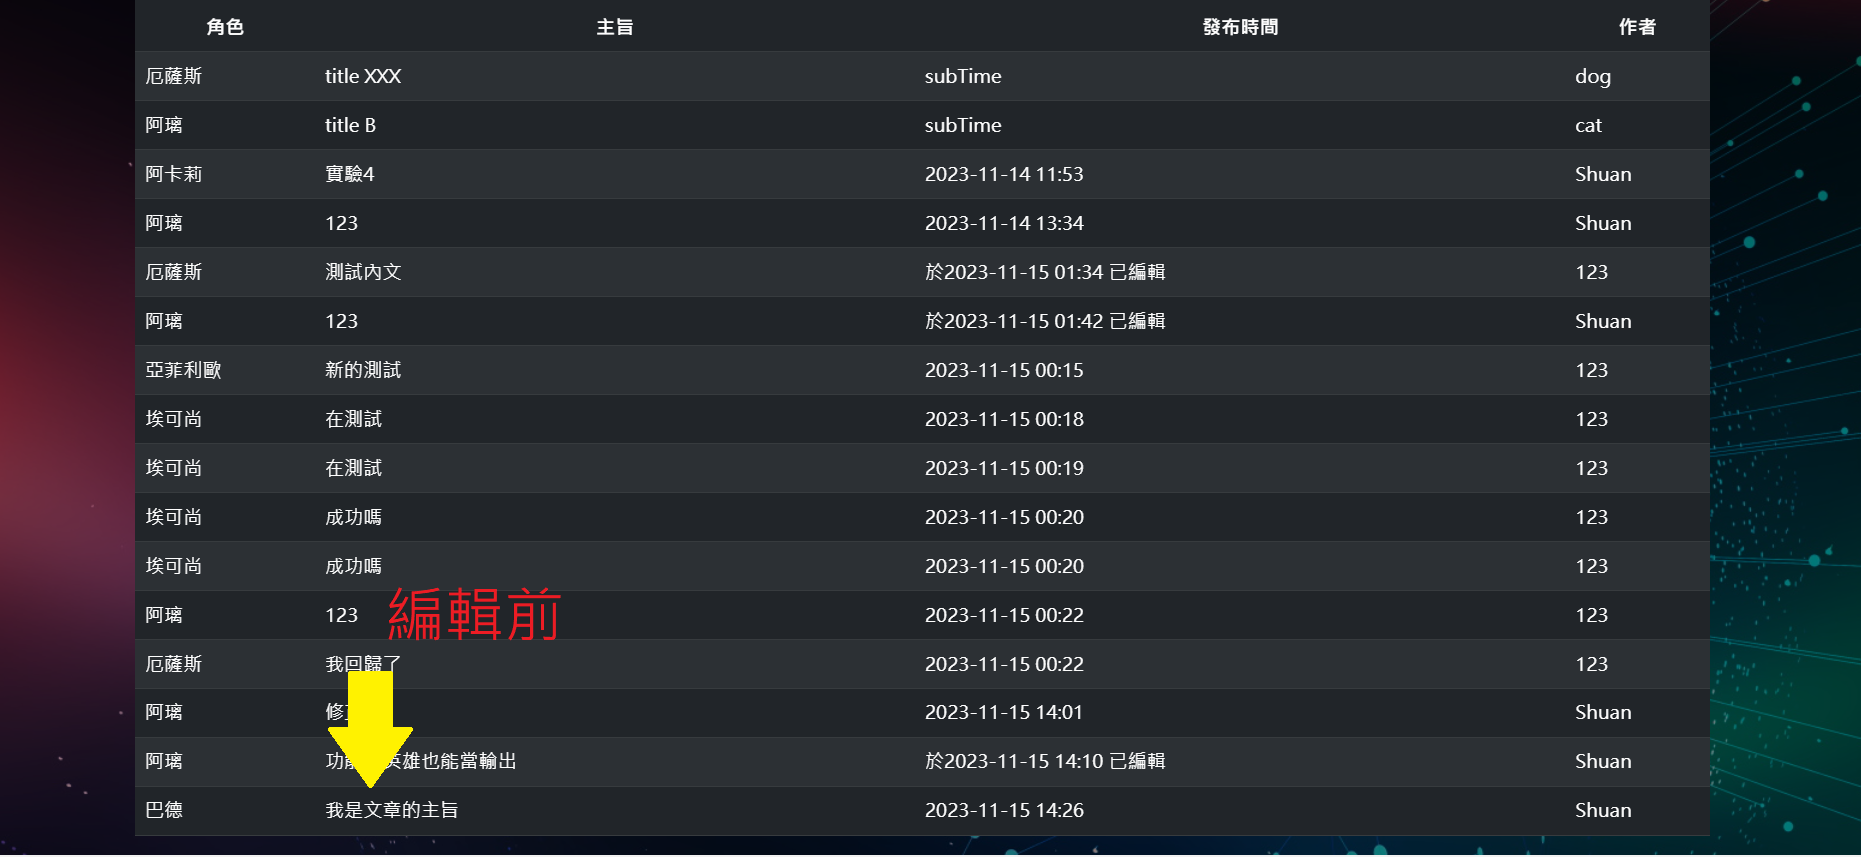 角色 主旨 發布時間 作者
厄薩斯 title XXX subTime dog
阿璃 title B subTime cat
阿卡莉 實驗4 2023-11-14 11:53 Shuan
阿璃 123 2023-11-14 13:34 Shuan
厄薩斯 測試內文 於2023-11-15 01:34 已編輯 123
阿璃 123 於2023-11-15 01:42 已編輯 Shuan
亞菲利歐 新的測試 2023-11-15 00:15 123
埃可尚 在測試 2023-11-15 00:18 123
埃可尚 在測試 2023-11-15 00:19 123
埃可尚 成功嗎 2023-11-15 00:20 123
埃可尚 成功嗎 2023-11-15 00:20 123
阿璃 123 編輯前 2023-11-15 00:22 123
厄薩斯 我回歸了 2023-11-15 00:22 123
阿璃 修 2023-11-15 14:01 Shuan
阿璃 功能 英雄也能當輸出 於2023-11-15 14:10 已編輯 Shuan
巴德 我是文章的主旨 2023-11-15 14:26 Shuan